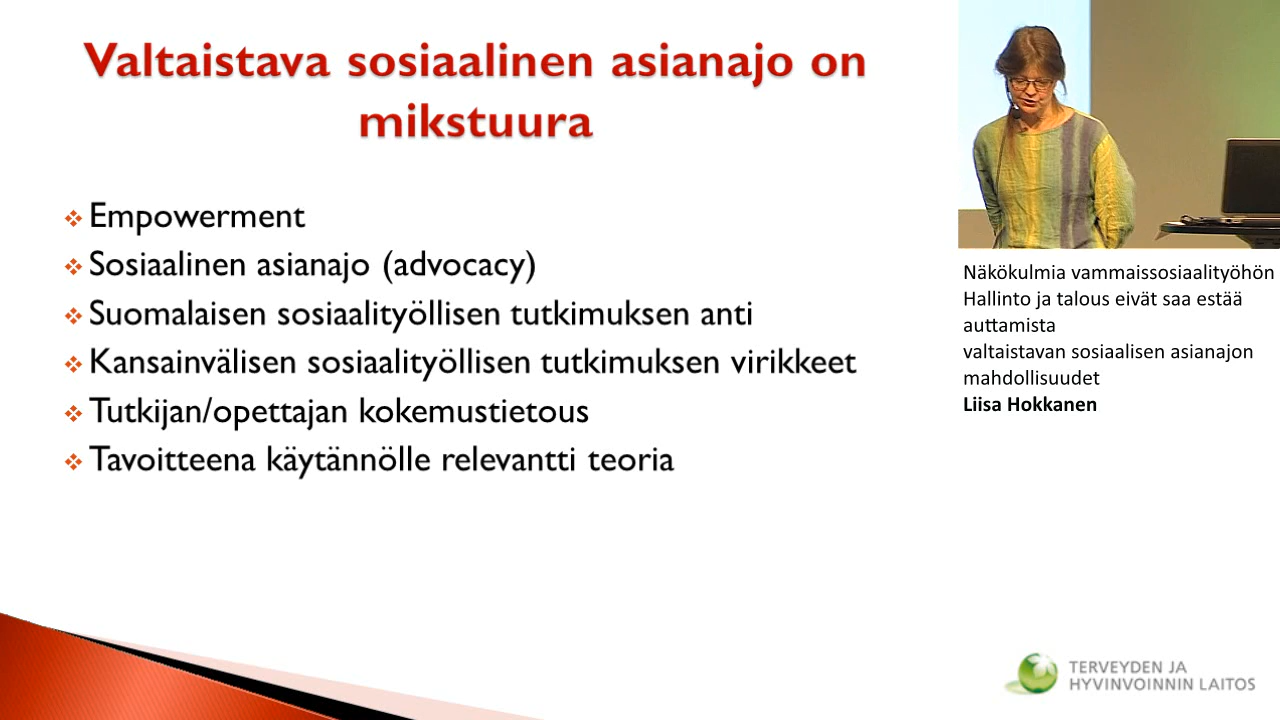 Valtaistava sosiaalinen asianajo on
mikstuura
Empowerment
Sosiaalinen asianajo (advocacy)
Suomalaisen sosiaalityöllisen tutkimuksen anti
Kansainvälisen sosiaalityöllisen tutkimuksen virikkeet
Tutkijan/opettajan kokemustietous
Tavoitteena käytännölle relevantti teoria
Näkökulmia vammaissosiaalityöhön
Hallinto ja talous eivät saa estää
auttamista
valtaistavan sosiaalisen asianajon
mahdollisuudet
Liisa Hokkanen
TERVEYDEN JA
HYVINVOINNIN LAITOS